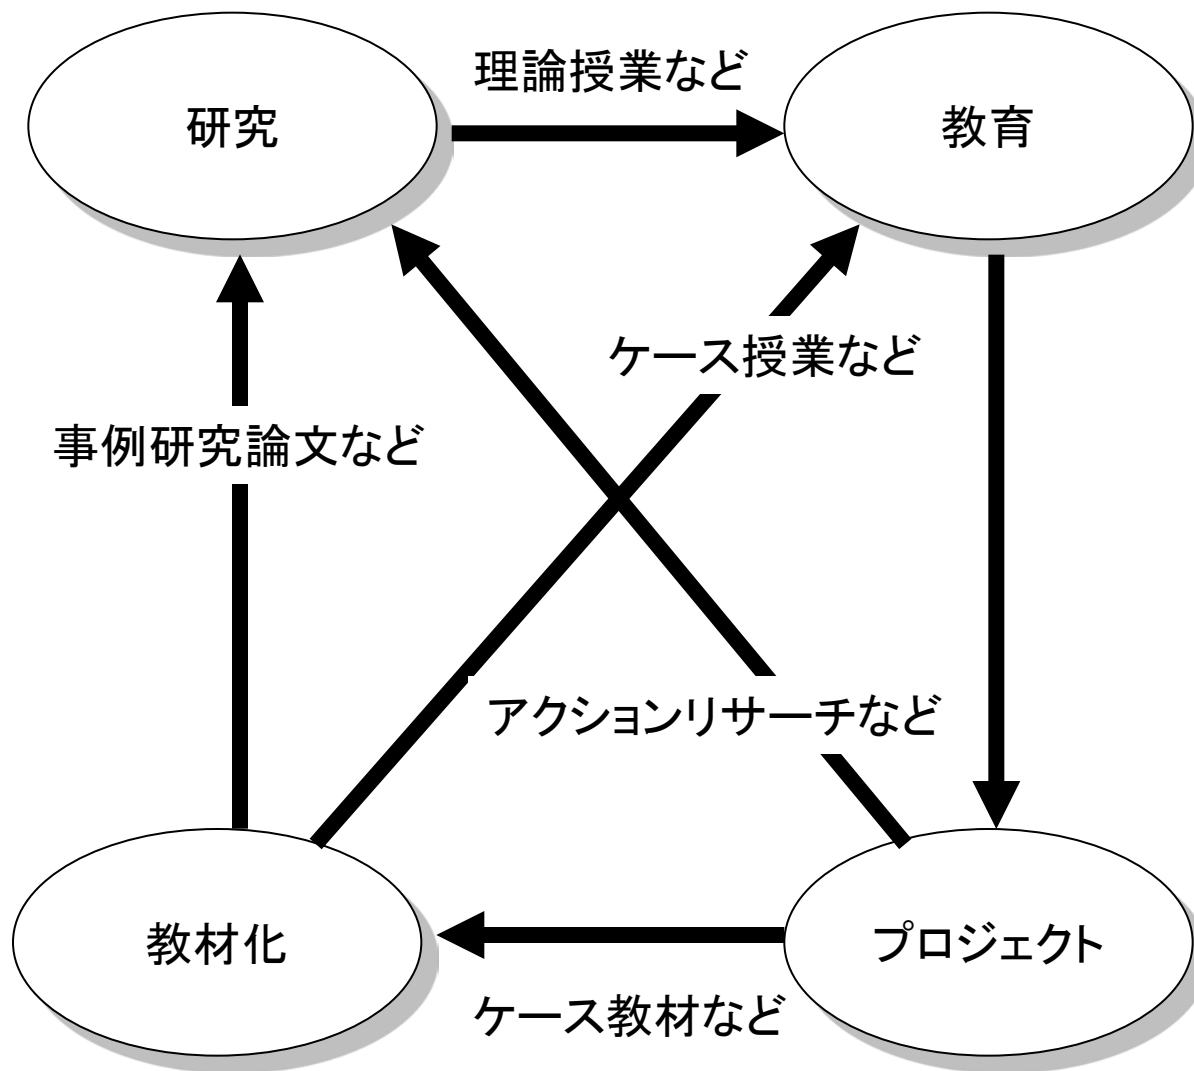 理論授業など
研究
教育
ケース授業など
事例研究論文など
アクションリサーチなど
教材化
プロジェクト
ケース教材など